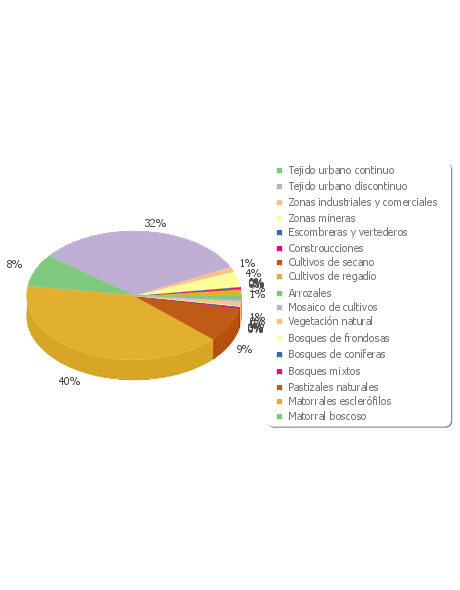 32%
1%
4%
8%
1%
9%
40%
Tejido urbano continuo
Tejido urbano discontinuo
Zonas industriales y comerciales
Zonas mineras
Escombreras y vertederos
Construcciones
Cultivos de secano
Cultivos de regadío
Arrozales
Mosaico de cultivos
Vegetación natural
Bosques de frondosas
Bosques de coníferas
Bosques mixtos
Pastizales naturales
Matorrales esclerófilos
Matorral boscoso